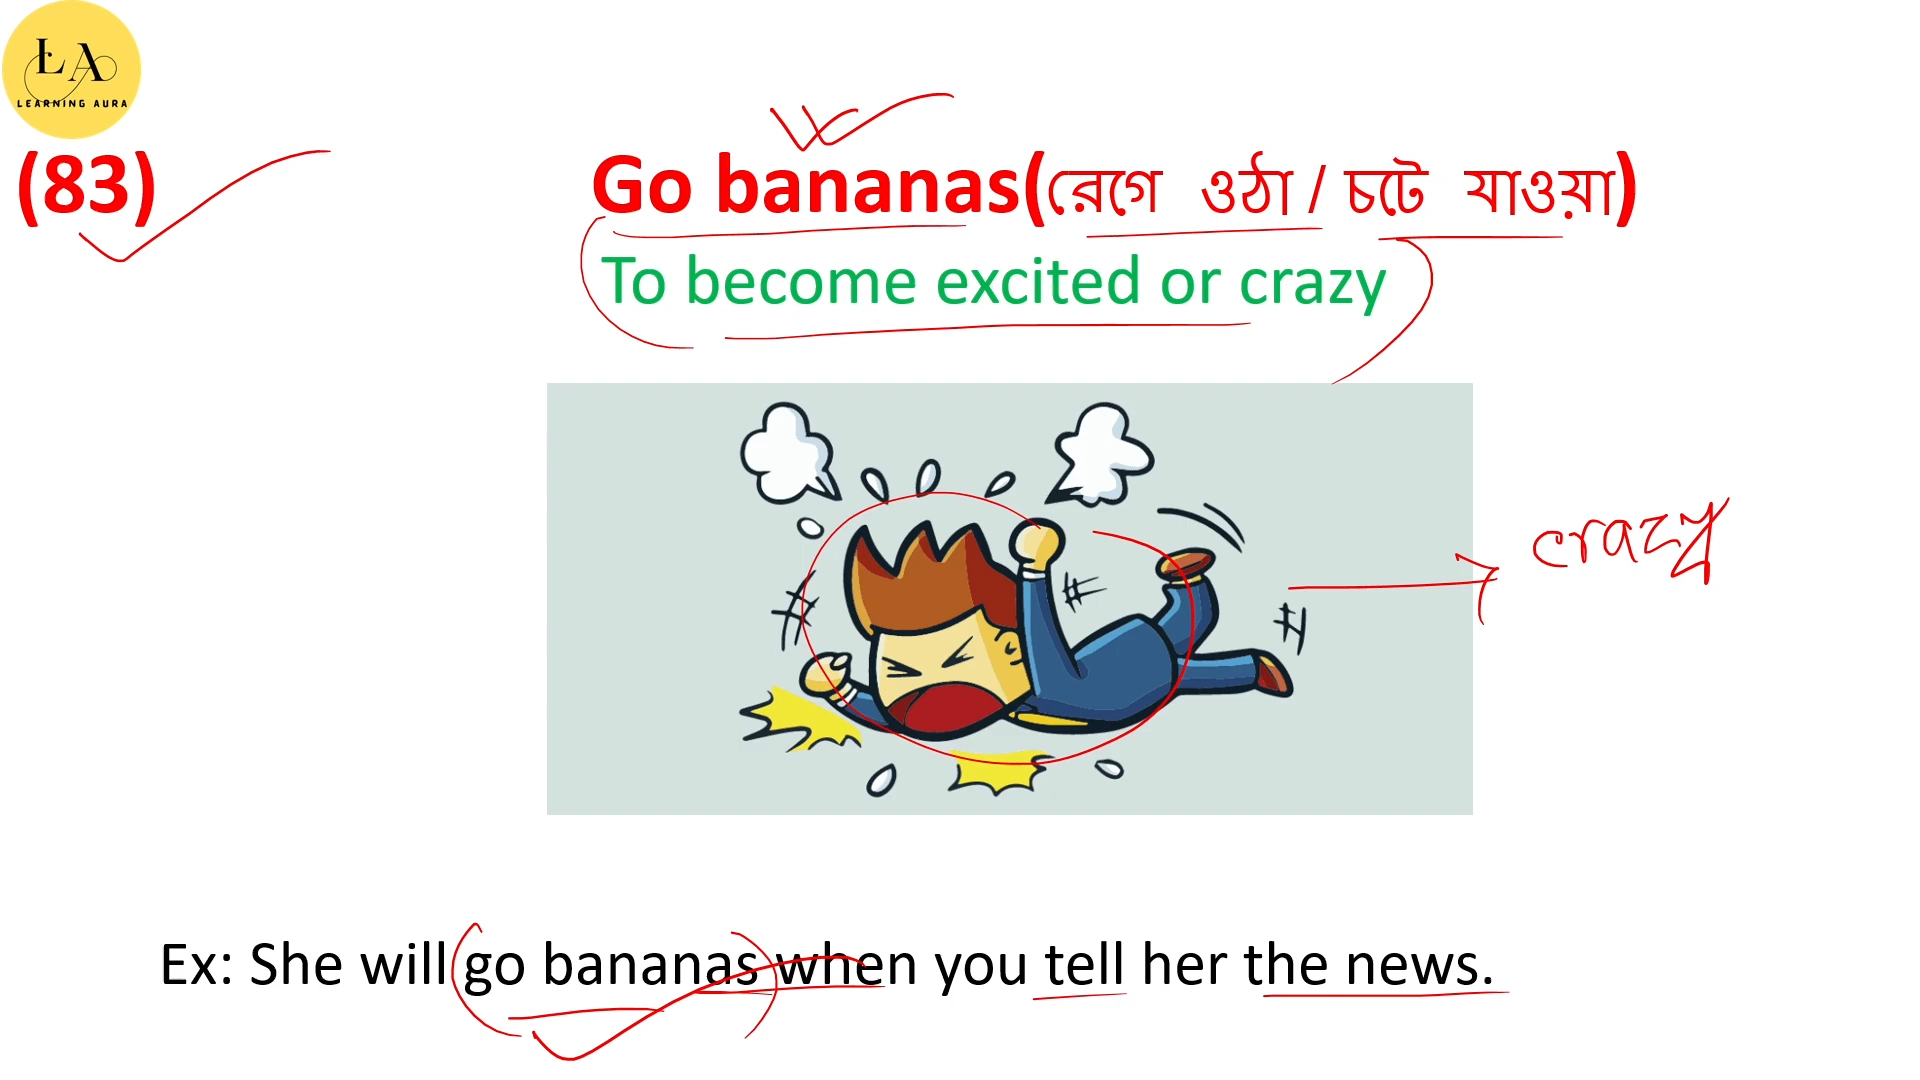 LA
LEARNING AURA
(83)
Go bananas(রেগে ওঠা / চটে যাওয়া)
To become excited or crazy
crazy
Ex: She will go bananas when you tell her the news.